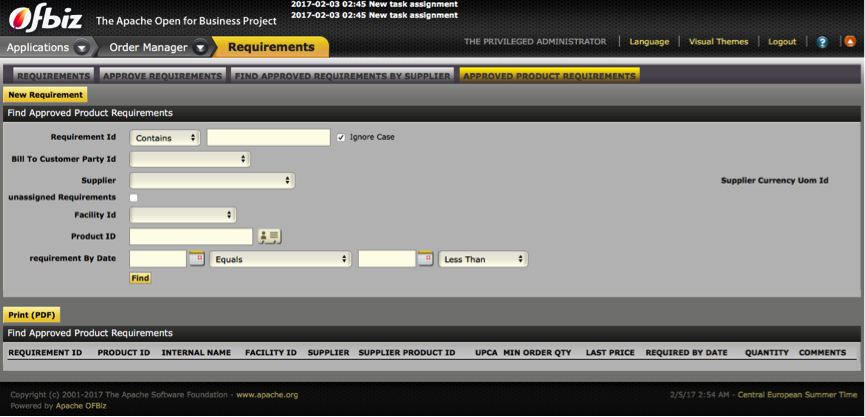 2017-02-03 02:45 New task assignment
Ofbiz The Apache Open for Business Project
2017-02-03 02:45 New task assignment
Applications Order Manager Requirements THE PRIVILEGED ADMINISTRATOR Language Visual Themes Logout ?
REQUIREMENTS APPROVE REQUIREMENTS FIND APPROVED REQUIREMENTS BY SUPPLIER APPROVED PRODUCT REQUIREMENTS
New Requirement
Find Approved Product Requirements
Requirement Id Contains Ignore Case
Bill To Customer Party Id
Supplier Supplier Currency Uom Id
unassigned Requirements
Facility Id
Product ID
requirement By Date Equals Less Than
Find
Print (PDF)
Find Approved Product Requirements
REQUIREMENT ID PRODUCT ID INTERNAL NAME FACILITY ID SUPPLIER SUPPLIER PRODUCT ID UPCA MIN ORDER QTY LAST PRICE REQUIRED BY DATE QUANTITY COMMENTS
Copyright (c) 2001-2017 The Apache Software Foundation - www.apache.org 2/5/17 2:54 AM - Central European Summer Time
Powered by Apache OFBiz